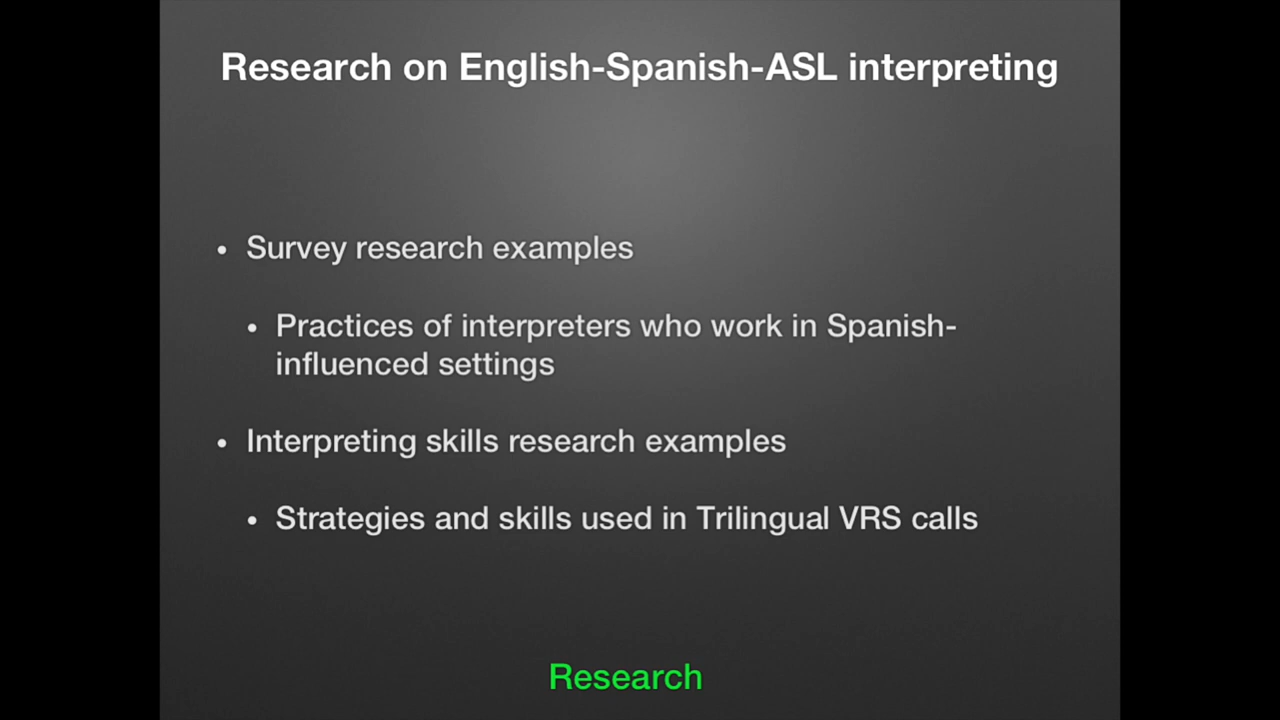 Research on English-Spanish-ASL interpreting
• Survey research examples
• Practices of interpreters who work in Spanish-
influenced settings
• Interpreting skills research examples
• Strategies and skills used in Trilingual VRS calls
Research